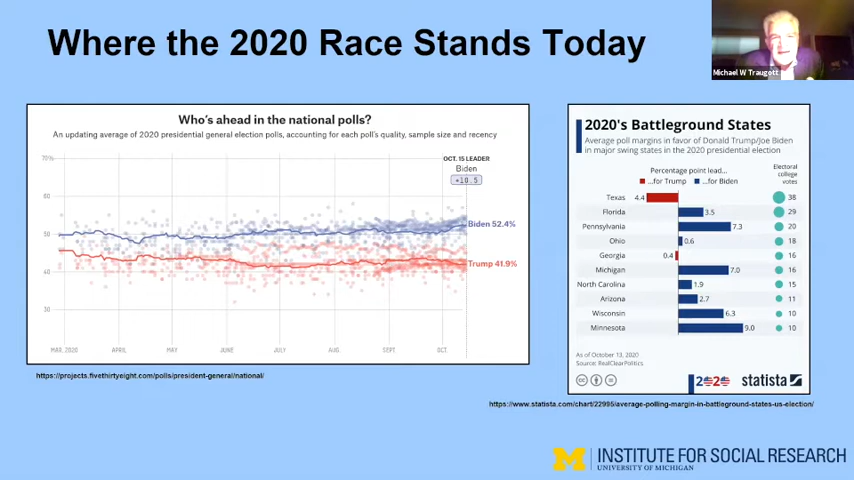 Where the 2020 Race Stands Today
Michael W Traugott
Who's ahead in the national polls?
An updating average of 2020 presidential general election polls, accounting for each poll's quality, sample size and recency
70%
60
50
40
30
OCT. 15 LEADER
Biden
+10.5
Biden 52.4%
Trump 41.9%
MAR. 2020 APRIL MAY JUNE JULY AUG. SEPT. OCT.
https://projects.fivethirtyeight.com/polls/president-general/national/
2020's Battleground States
Average poll margins in favor of Donald Trump/Joe Biden
in major swing states in the 2020 presidential election
Percentage point lead...
...for Trump ...for Biden
Electoral
college
votes
Texas 4.4 38
Florida 3.5 29
Pennsylvania 7.3 20
Ohio 0.6 18
Georgia 0.4 16
Michigan 7.0 16
North Carolina 1.9 15
Arizona 2.7 11
Wisconsin 6.3 10
Minnesota 9.0 10
As of October 13, 2020
Source: RealClearPolitics
2020 statista
https://www.statista.com/chart/22995/average-polling-margin-in-battleground-states-us-election/
M INSTITUTE FOR SOCIAL RESEARCH
UNIVERSITY OF MICHIGAN